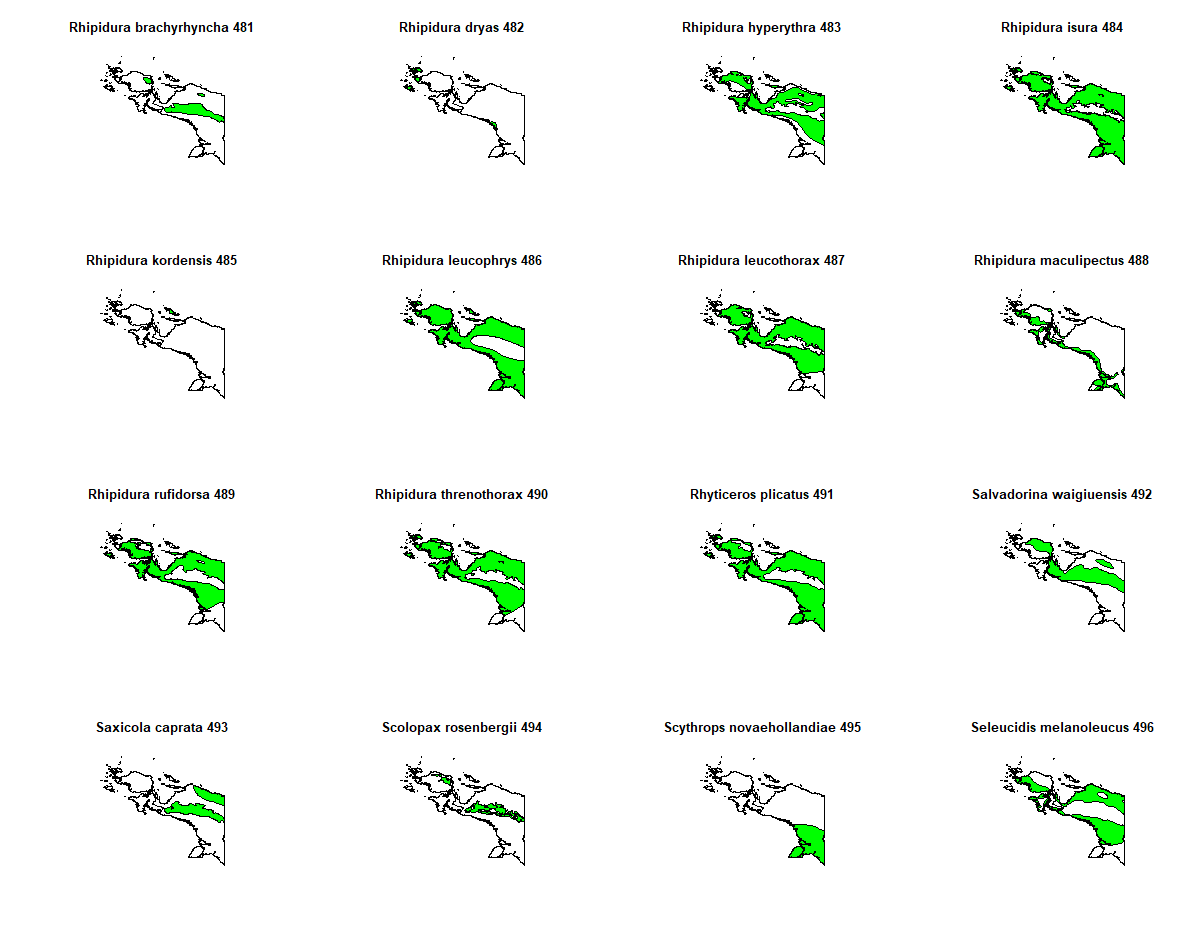 Rhipidura brachyrhyncha 481
Rhipidura dryas 482
Rhipidura hyperythra 483
Rhipidura isura 484
Rhipidura kordensis 485
Rhipidura leucophrys 486
Rhipidura leucothorax 487
Rhipidura maculipectus 488
Rhipidura rufidorsa 489
Rhipidura threnothorax 490
Rhyticeros plicatus 491
Salvadorina waigiuensis 492
Saxicola caprata 493
Scolopax rosenbergii 494
Scythrops novaehollandiae 495
Seleucidis melanoleucus 496